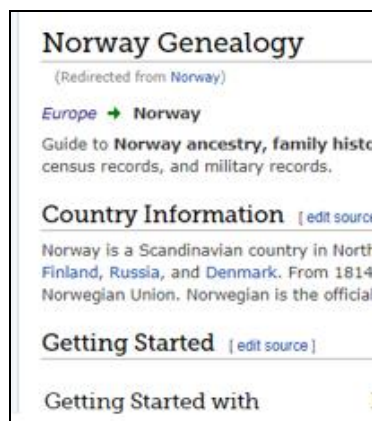 Norway Genealogy
(Redirected from Norway)
Europe → Norway
Guide to Norway ancestry, family histo
census records, and military records.
Country Information [ edit source
Norway is a Scandinavian country in North
Finland, Russia, and Denmark. From 1814
Norwegian Union. Norwegian is the official
Getting Started [ edit source ]
Getting Started with